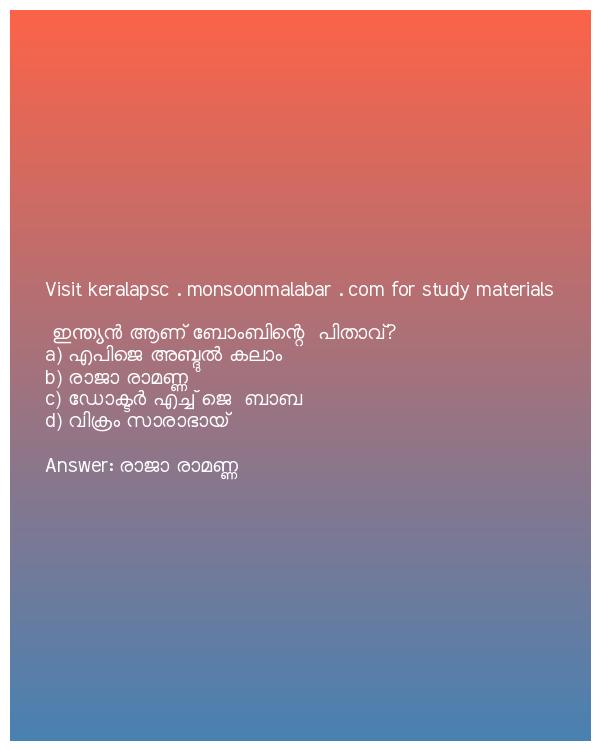 Visit keralapsc . monsoonmalabar . com for study materials
ഇന്ത്യൻ ആണ് ബോംബിന്റെ പിതാവ്?
a) എപിജെ അബ്ദുൽ കലാം
b) രാജാ രാമണ്ണ
c) ഡോക്ടർ എച്ച് ജെ ബാബ
d) വിക്രം സാരാഭായ്
Answer: രാജാ രാമണ്ണ